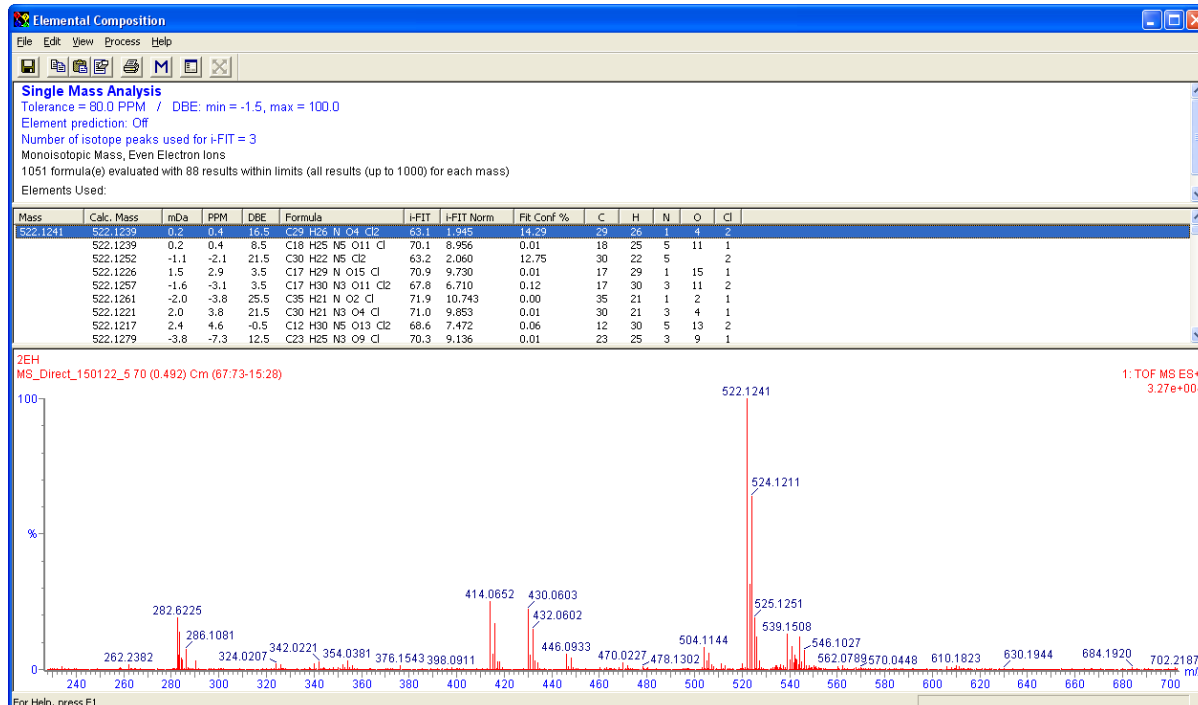 Elemental Composition
File Edit View Process Help
M
Single Mass Analysis
Tolerance = 80.0 PPM / DBE: min = -1.5, max = 100.0
Element prediction: Off
Number of isotope peaks used for i-FIT = 3
Monoisotopic Mass, Even Electron Ions
1051 formula(e) evaluated with 88 results within limits (all results (up to 1000) for each mass)
Elements Used:
Mass Calc. Mass mDa PPM DBE Formula i-FIT i-FIT Norm Fit Conf % C H N O Cl
522.1241 522.1239 0.2 0.4 16.5 C29 H26 N O4 Cl2 63.1 1.945 14.29 29 26 1 4 2
522.1239 0.2 0.4 8.5 C18 H25 N5 O11 Cl 70.1 8.956 0.01 18 25 5 11 1
522.1252 -1.1 -2.1 21.5 C30 H22 N5 Cl2 63.2 2.060 12.75 30 22 5 2
522.1226 1.5 2.9 3.5 C17 H29 N O15 Cl 70.9 9.730 0.01 17 29 1 15 1
522.1257 -1.6 -3.1 3.5 C17 H30 N3 O11 Cl2 67.8 6.710 0.12 17 30 3 11 2
522.1261 -2.0 -3.8 25.5 C35 H21 N O2 Cl 71.9 10.743 0.00 35 21 1 2 1
522.1221 2.0 3.8 21.5 C30 H21 N3 O4 Cl 71.0 9.853 0.01 30 21 3 4 1
522.1217 2.4 4.6 -0.5 C12 H30 N5 O13 Cl2 68.6 7.472 0.06 12 30 5 13 2
522.1279 -3.8 -7.3 12.5 C23 H25 N3 O9 Cl 70.3 9.136 0.01 23 25 3 9 1
2EH
MS_Direct_150122_5 70 (0.492) Cm (67:73-15:28)
1: TOF MS ES+
3.27e+00
100
%
0
522.1241
524.1211
525.1251
539.1508
546.1027
562.0789
570.0448
610.1823
630.1944
684.1920
702.2187
504.1144
478.1302
470.0227
446.0933
432.0602
430.0603
414.0652
398.0911
376.1543
354.0381
342.0221
324.0207
286.1081
282.6225
262.2382
240 260 280 300 320 340 360 380 400 420 440 460 480 500 520 540 560 580 600 620 640 660 680 700
For Help, press F1